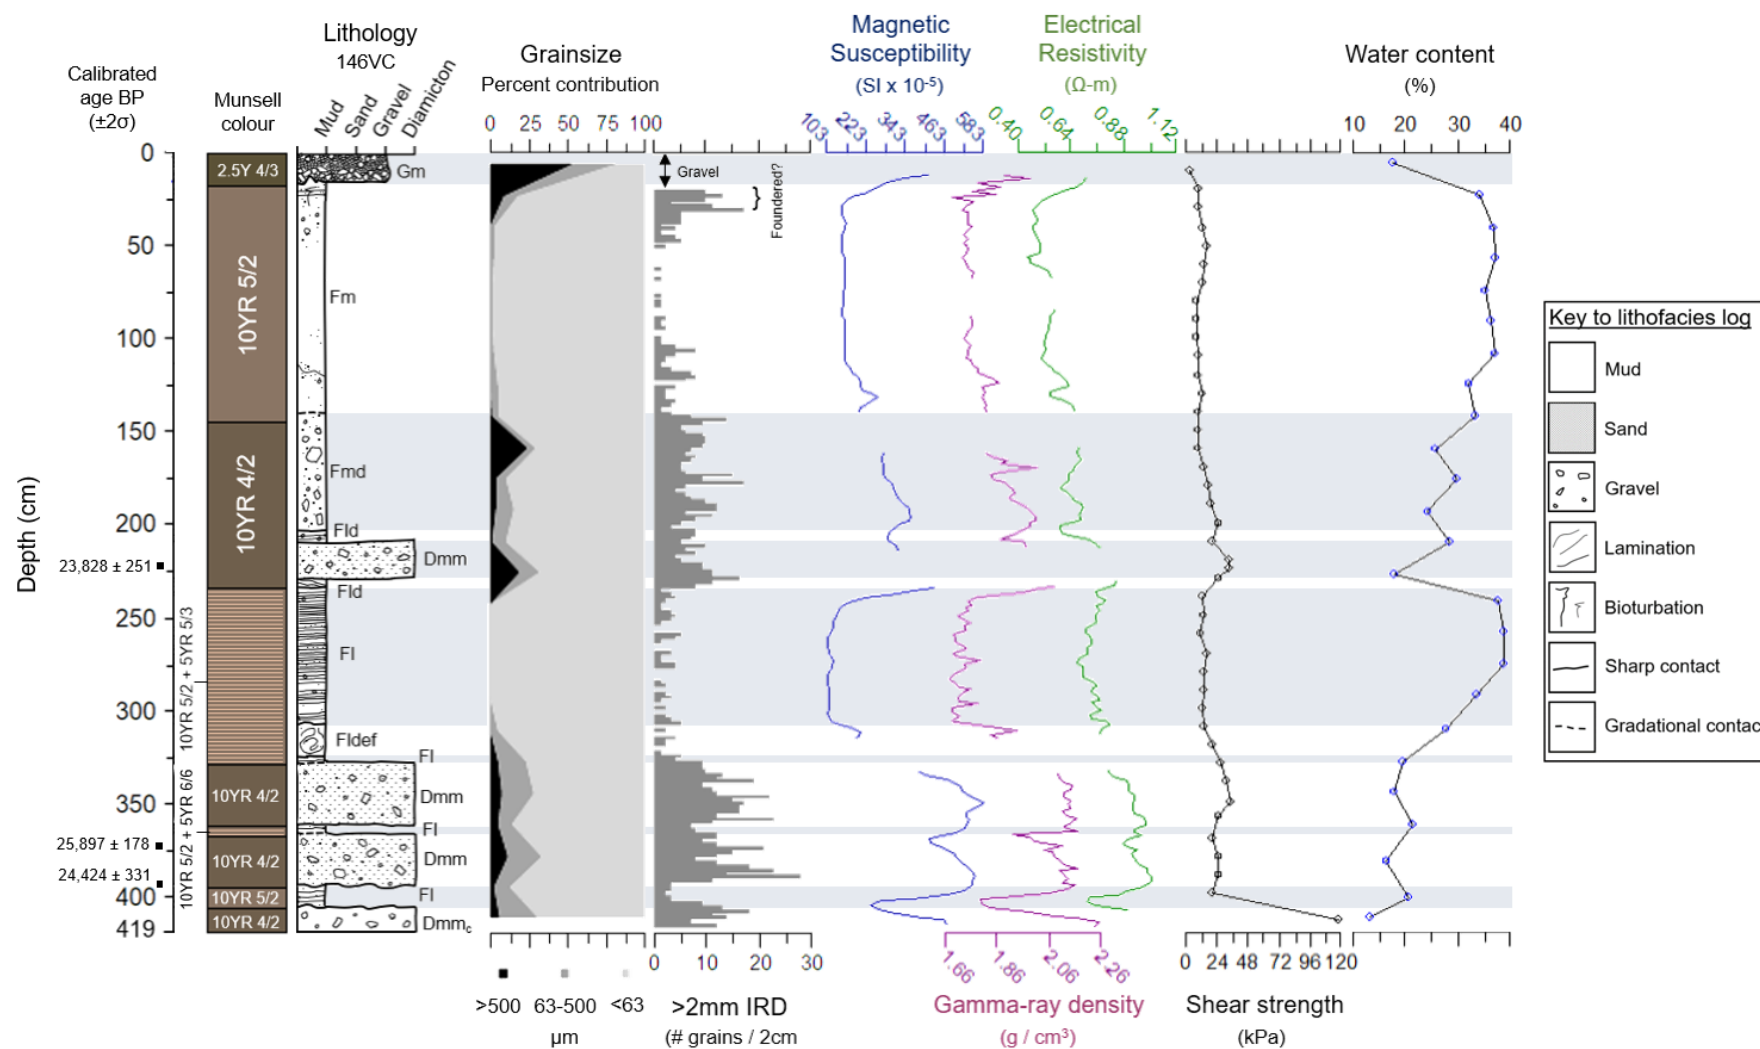 Calibrated
age BP
(±2σ)
Munsell
colour
Lithology
146VC
Mud
Sand
Gravel
Diamicton
Grainsize
Percent contribution
0 25 50 75 100
Magnetic
Susceptibility
(SI x 10⁻⁵)
103 223 343 463 583
Electrical
Resistivity
(Ω-m)
0.40 0.64 0.88 1.12
Water content
(%)
10 20 30 40
Depth (cm)
0
50
100
150
200
250
300
350
400
419
23,828 ± 251
25,897 ± 178
24,424 ± 331
10YR 5/2 + 5YR 5/3
10YR 5/2 + 5YR 6/6
2.5Y 4/3
10YR 5/2
10YR 4/2
10YR 4/2
10YR 4/2
10YR 5/2
10YR 4/2
Gm
Fm
Fmd
Fld
Dmm
Fld
Fl
Fldef
Fl
Dmm
Fl
Dmm
Fl
Dmmc
Gravel
Foundered?
}
>500 63-500 <63
µm
0 10 20 30
>2mm IRD
(# grains / 2cm
1.66 1.86 2.06 2.26
Gamma-ray density
(g / cm³)
0 24 48 72 96 120
Shear strength
(kPa)
Key to lithofacies log
Mud
Sand
Gravel
Lamination
Bioturbation
Sharp contact
Gradational contac